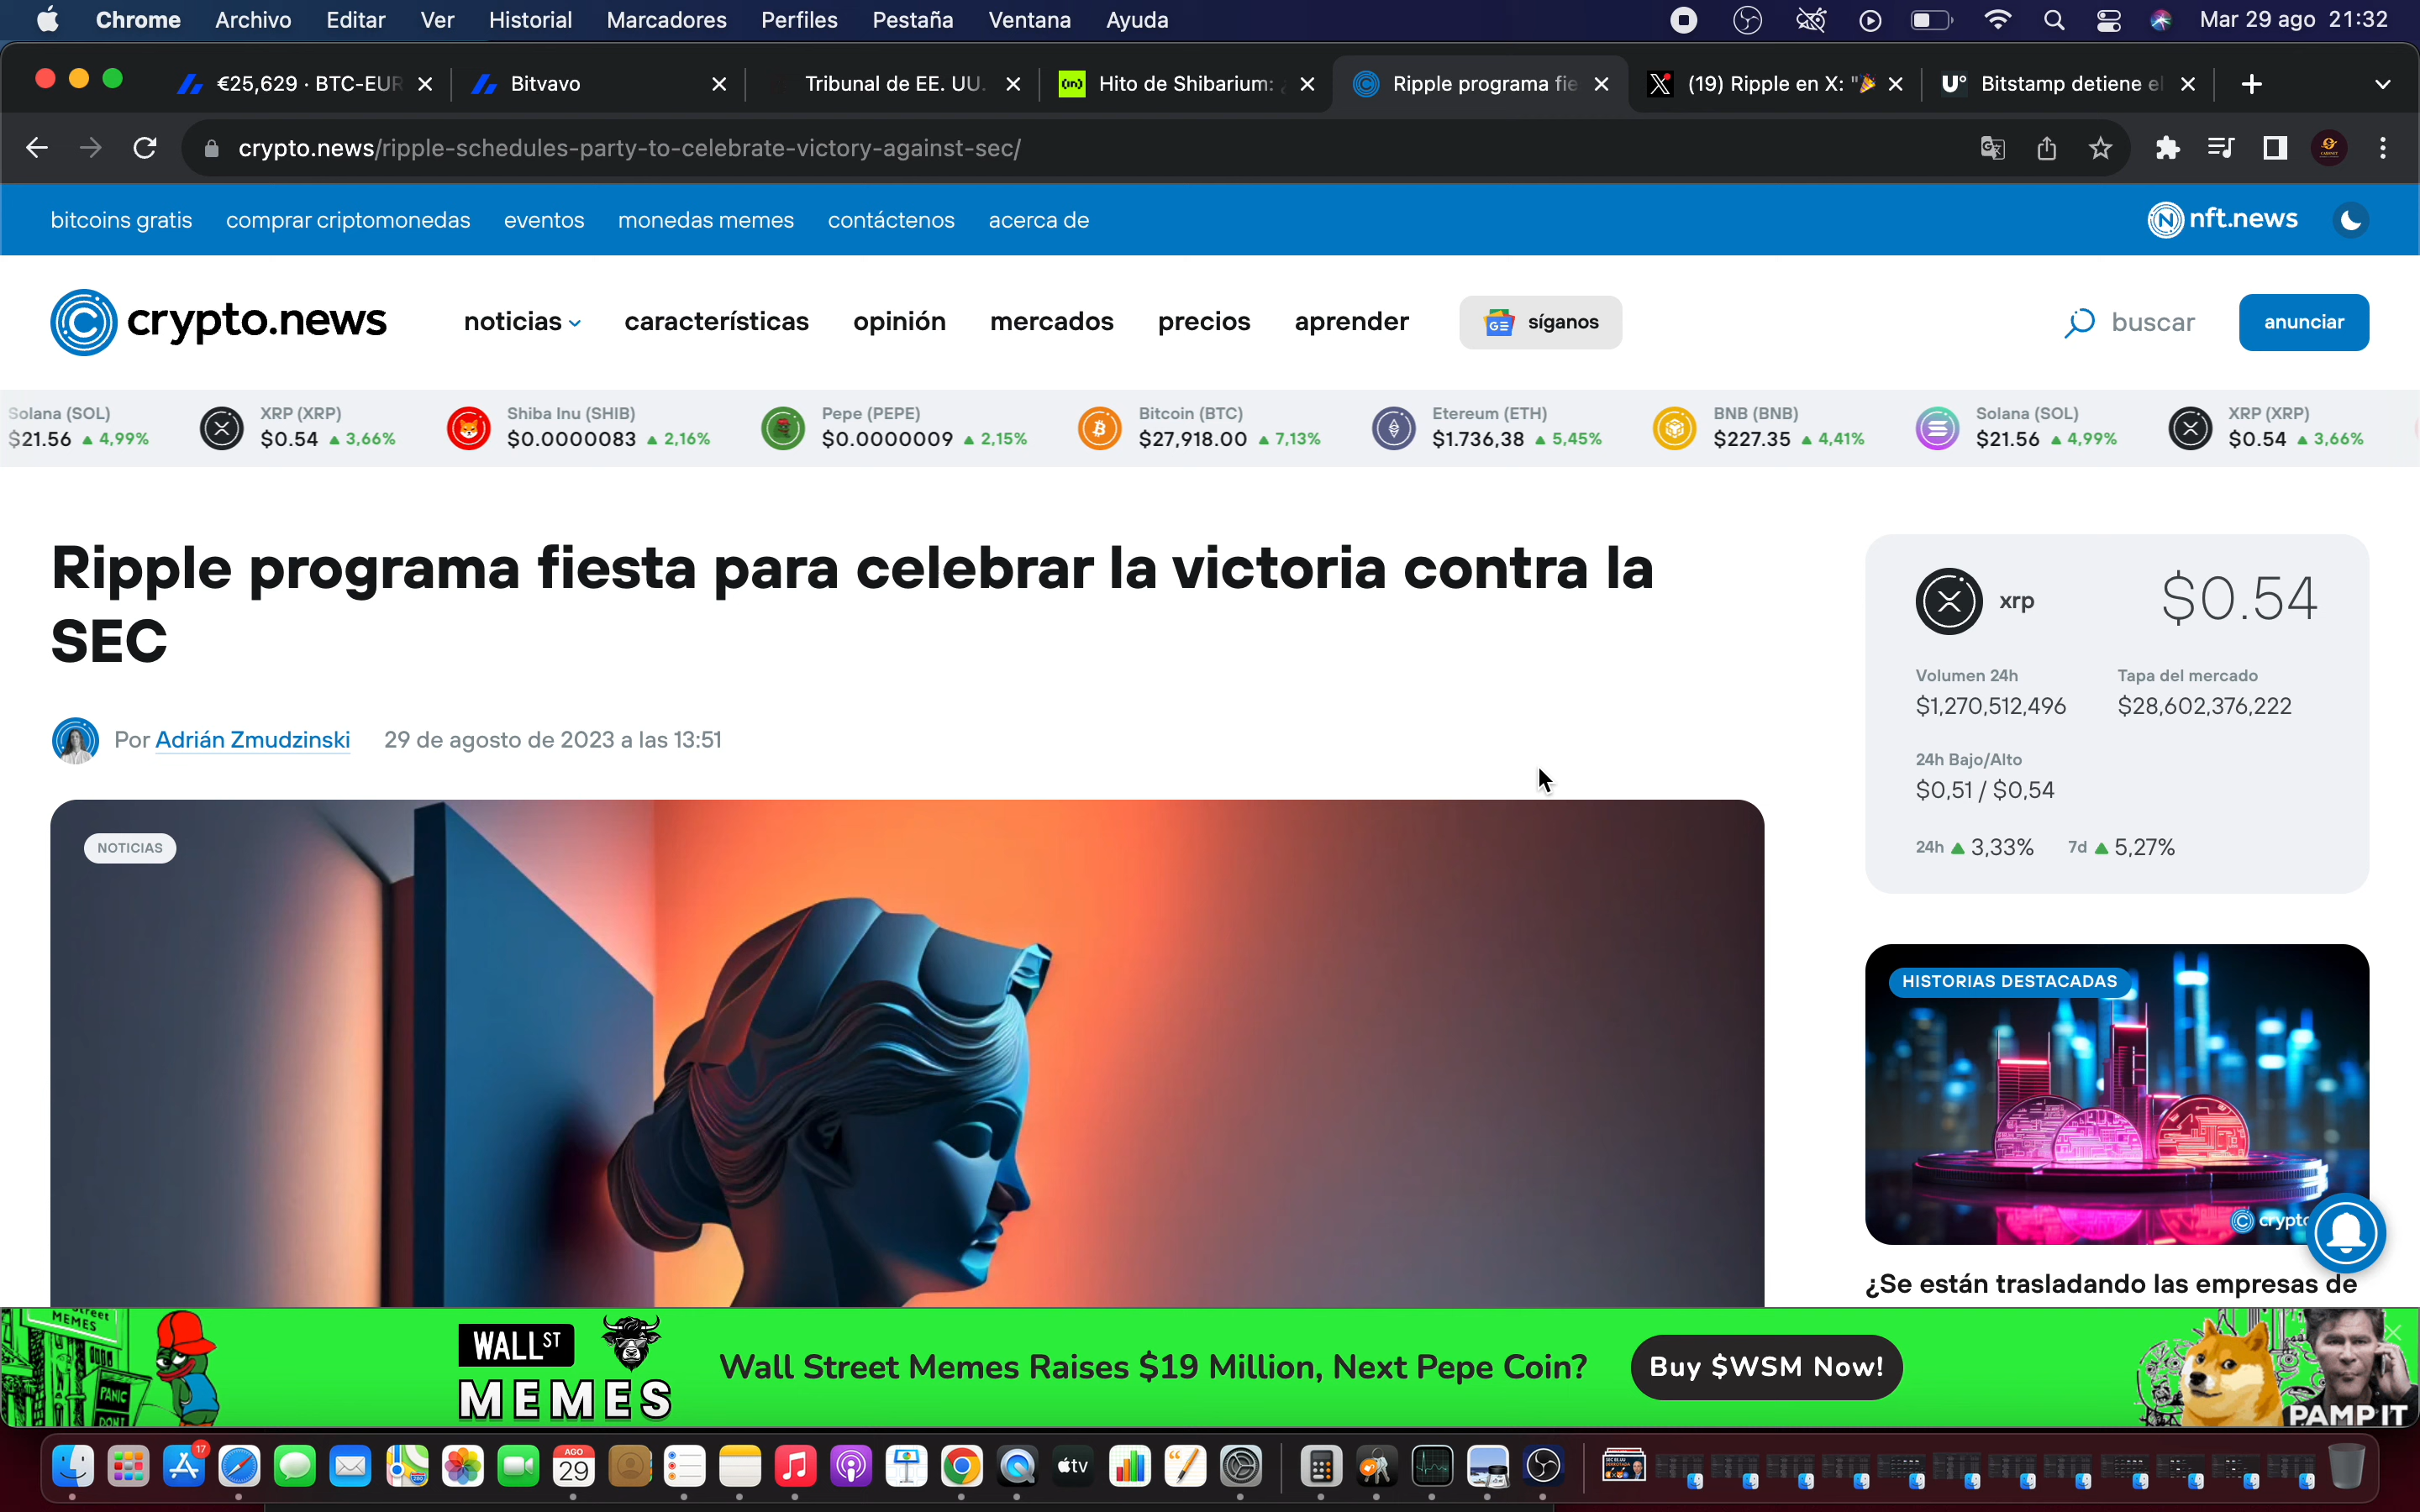 Chrome Archivo Editar Ver Historial Marcadores Perfiles Pestaña Ventana Ayuda Mar 29 ago 21:32
€25,629 · BTC-EUR Bitvavo Tribunal de EE. UU. Hito de Shibarium: ¿ Ripple programa fie (19) Ripple en X: "🎉 Bitstamp detiene el
crypto.news/ripple-schedules-party-to-celebrate-victory-against-sec/
bitcoins gratis comprar criptomonedas eventos monedas memes contáctenos acerca de nft.news
crypto.news noticias características opinión mercados precios aprender GE síganos buscar anunciar
Solana (SOL) XRP (XRP) Shiba Inu (SHIB) Pepe (PEPE) Bitcoin (BTC) Etereum (ETH) BNB (BNB) Solana (SOL) XRP (XRP)
$21.56 ▲ 4,99% $0.54 ▲ 3,66% $0.0000083 ▲ 2,16% $0.0000009 ▲ 2,15% $27,918.00 ▲ 7,13% $1.736,38 ▲ 5,45% $227.35 ▲ 4,41% $21.56 ▲ 4,99% $0.54 ▲ 3,66%
Ripple programa fiesta para celebrar la victoria contra la
SEC
Por Adrián Zmudzinski 29 de agosto de 2023 a las 13:51
NOTICIAS
xrp $0.54
Volumen 24h Tapa del mercado
$1,270,512,496 $28,602,376,222
24h Bajo/Alto
$0,51 / $0,54
24h ▲ 3,33% 7d ▲ 5,27%
HISTORIAS DESTACADAS
crypto
¿Se están trasladando las empresas de
Street
MEMES
PANIC
DONT
WALL ST
MEMES
Wall Street Memes Raises $19 Million, Next Pepe Coin?
Buy $WSM Now!
PAMP IT
17
AGO
29
tv